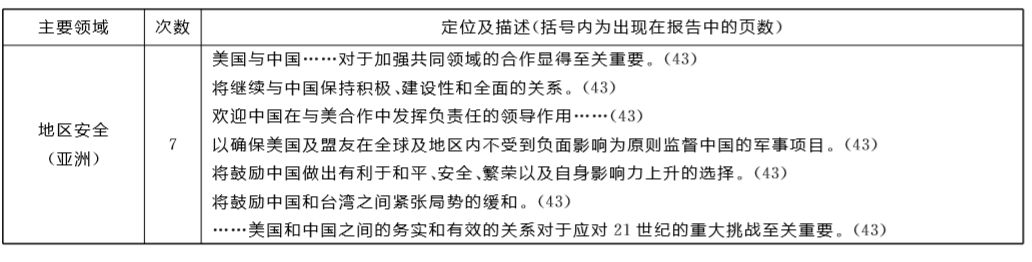 主要领域 次数 定位及描述(括号内为出现在报告中的页数)
美国与中国……对于加强共同领域的合作显得至关重要。(43)
将继续与中国保持积极、建设性和全面的关系。(43)
欢迎中国在与美合作中发挥负责任的领导作用……(43)
地区安全
(亚洲)
7
以确保美国及盟友在全球及地区内不受到负面影响为原则监督中国的军事项目。(43)
将鼓励中国做出有利于和平、安全、繁荣以及自身影响力上升的选择。(43)
将鼓励中国和台湾之间紧张局势的缓和。(43)
……美国和中国之间的务实和有效的关系对于应对 21 世纪的重大挑战至关重要。(43)